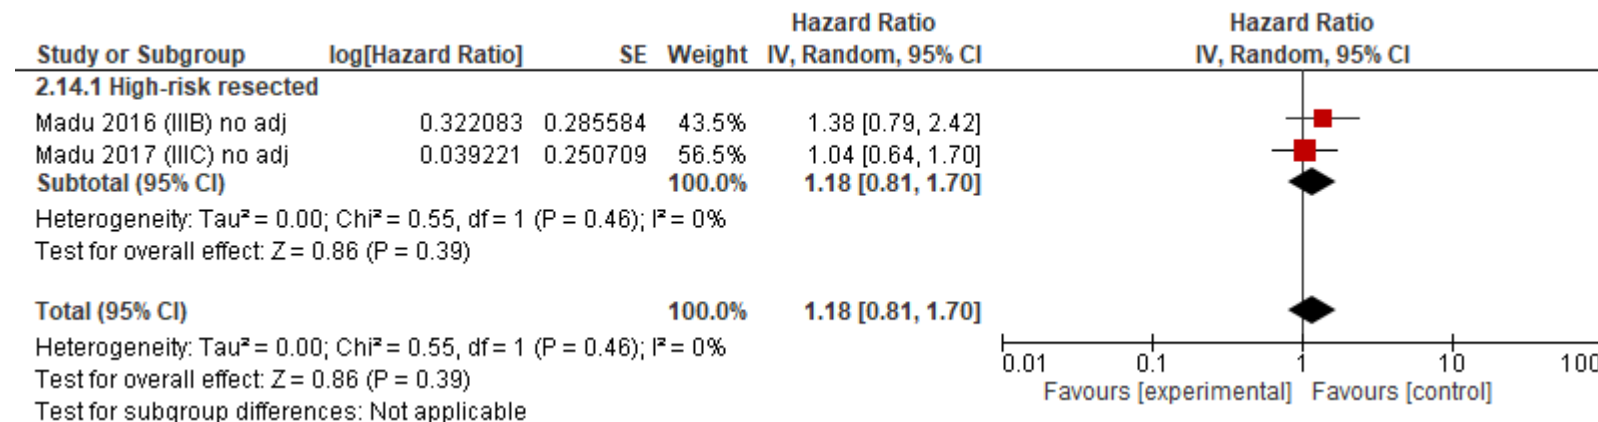 Hazard Ratio Hazard Ratio
Study or Subgroup log[Hazard Ratio] SE Weight IV, Random, 95% CI IV, Random, 95% CI
2.14.1 High-risk resected
Madu 2016 (IIIB) no adj 0.322083 0.285584 43.5% 1.38 [0.79, 2.42]
Madu 2017 (IIIC) no adj 0.039221 0.250709 56.5% 1.04 [0.64, 1.70]
Subtotal (95% CI) 100.0% 1.18 [0.81, 1.70]
Heterogeneity: Tau² = 0.00; Chi² = 0.55, df = 1 (P = 0.46); I² = 0%
Test for overall effect: Z = 0.86 (P = 0.39)
Total (95% CI) 100.0% 1.18 [0.81, 1.70]
Heterogeneity: Tau² = 0.00; Chi² = 0.55, df = 1 (P = 0.46); I² = 0%
Test for overall effect: Z = 0.86 (P = 0.39)
Test for subgroup differences: Not applicable
0.01 0.1 1 10 100
Favours [experimental] Favours [control]